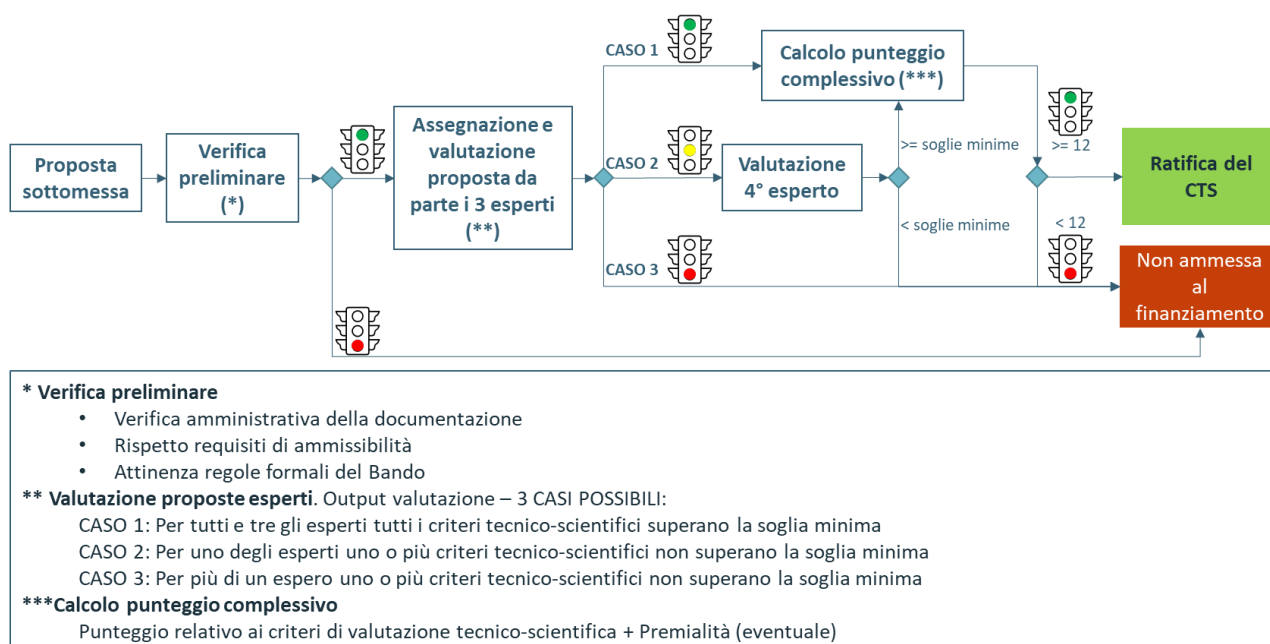 CASO 1
Calcolo punteggio
complessivo (***)
Proposta
sottomessa
Verifica
preliminare
(*)
Assegnazione e
valutazione
proposta da
parte i 3 esperti
(**)
CASO 2
Valutazione
4° esperto
>= soglie minime
< soglie minime
>= 12
< 12
Ratifica del
CTS
CASO 3
Non ammessa
al
finanziamento
* Verifica preliminare
• Verifica amministrativa della documentazione
• Rispetto requisiti di ammissibilità
• Attinenza regole formali del Bando
** Valutazione proposte esperti. Output valutazione – 3 CASI POSSIBILI:
CASO 1: Per tutti e tre gli esperti tutti i criteri tecnico-scientifici superano la soglia minima
CASO 2: Per uno degli esperti uno o più criteri tecnico-scientifici non superano la soglia minima
CASO 3: Per più di un espero uno o più criteri tecnico-scientifici non superano la soglia minima
***Calcolo punteggio complessivo
Punteggio relativo ai criteri di valutazione tecnico-scientifica + Premialità (eventuale)